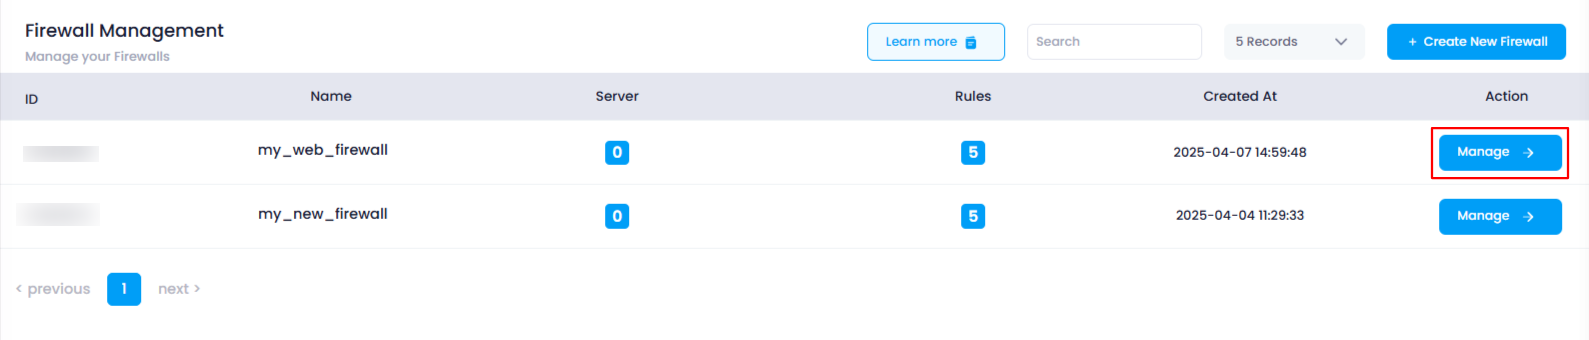 Firewall Management
Manage your Firewalls
Learn more
Search
5 Records
+ Create New Firewall
ID Name Server Rules Created At Action
my_web_firewall 0 5 2025-04-07 14:59:48 Manage →
my_new_firewall 0 5 2025-04-04 11:29:33 Manage →
< previous 1 next >